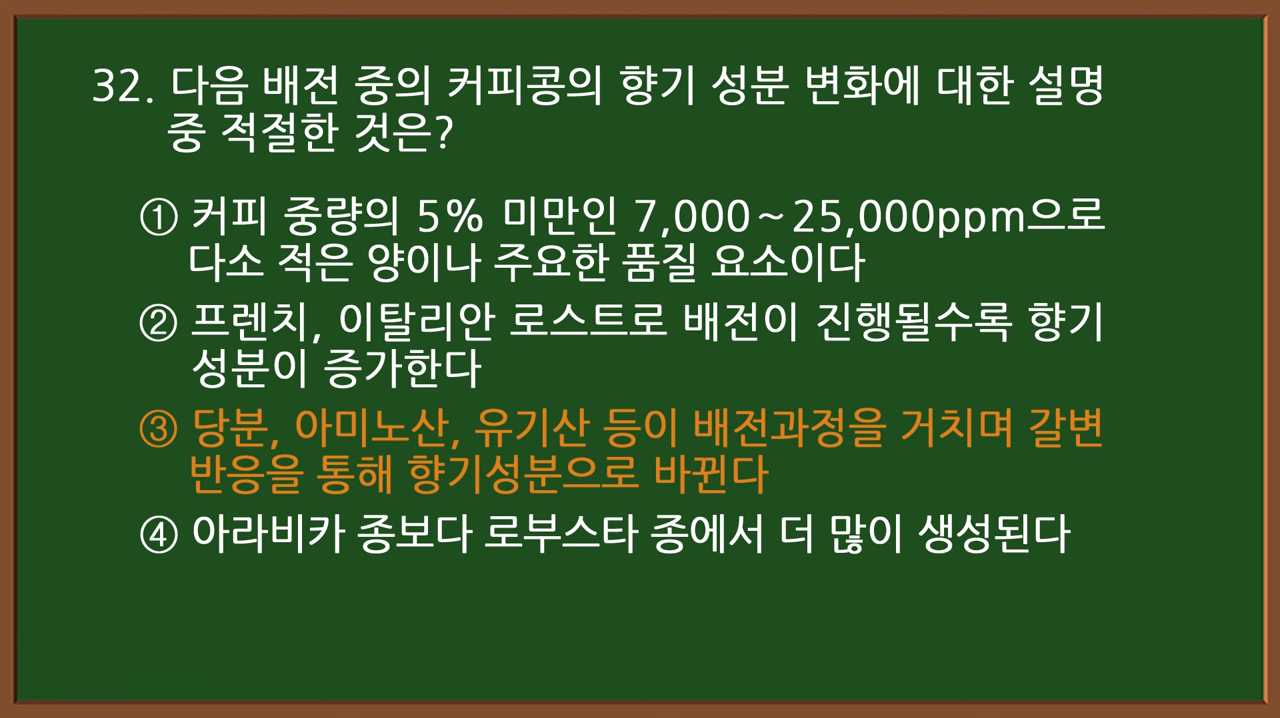 32. 다음 배전 중의 커피콩의 향기 성분 변화에 대한 설명
중 적절한 것은?
① 커피 중량의 5% 미만인 7,000~25,000ppm으로
다소 적은 양이나 주요한 품질 요소이다
② 프렌치, 이탈리안 로스트로 배전이 진행될수록 향기
성분이 증가한다
③ 당분, 아미노산, 유기산 등이 배전과정을 거치며 갈변
반응을 통해 향기성분으로 바뀐다
④ 아라비카 종보다 로부스타 종에서 더 많이 생성된다